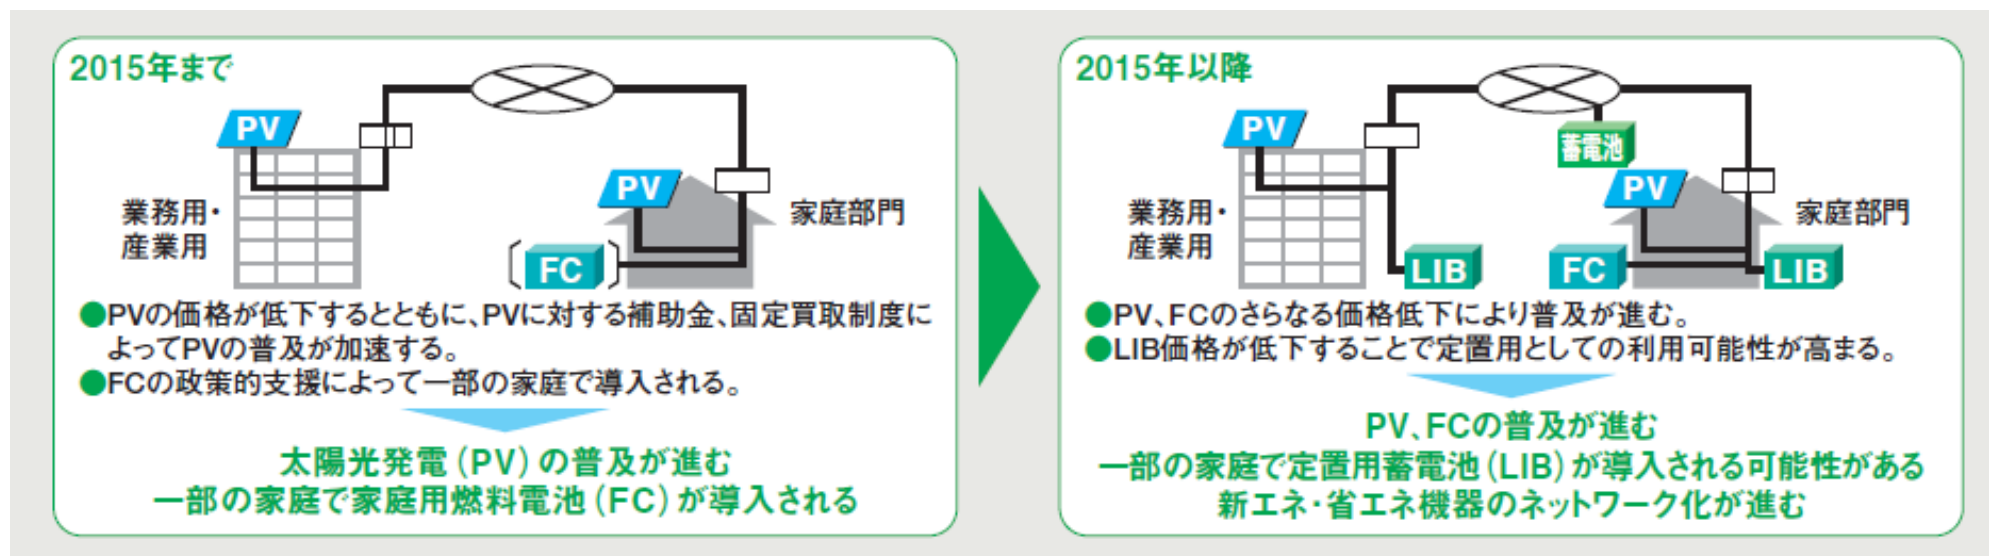 2015年まで
PV
業務用・
産業用
PV
家庭部門
FC
●PVの価格が低下するとともに、PVに対する補助金、固定買取制度に
よってPVの普及が加速する。
●FCの政策的支援によって一部の家庭で導入される。
太陽光発電(PV)の普及が進む
一部の家庭で家庭用燃料電池(FC)が導入される
2015年以降
PV
蓄電池
業務用・
産業用
PV
家庭部門
LIB
FC
LIB
●PV、FCのさらなる価格低下により普及が進む。
●LIB価格が低下することで定置用としての利用可能性が高まる。
PV、FCの普及が進む
一部の家庭で定置用蓄電池(LIB)が導入される可能性がある
新エネ・省エネ機器のネットワーク化が進む